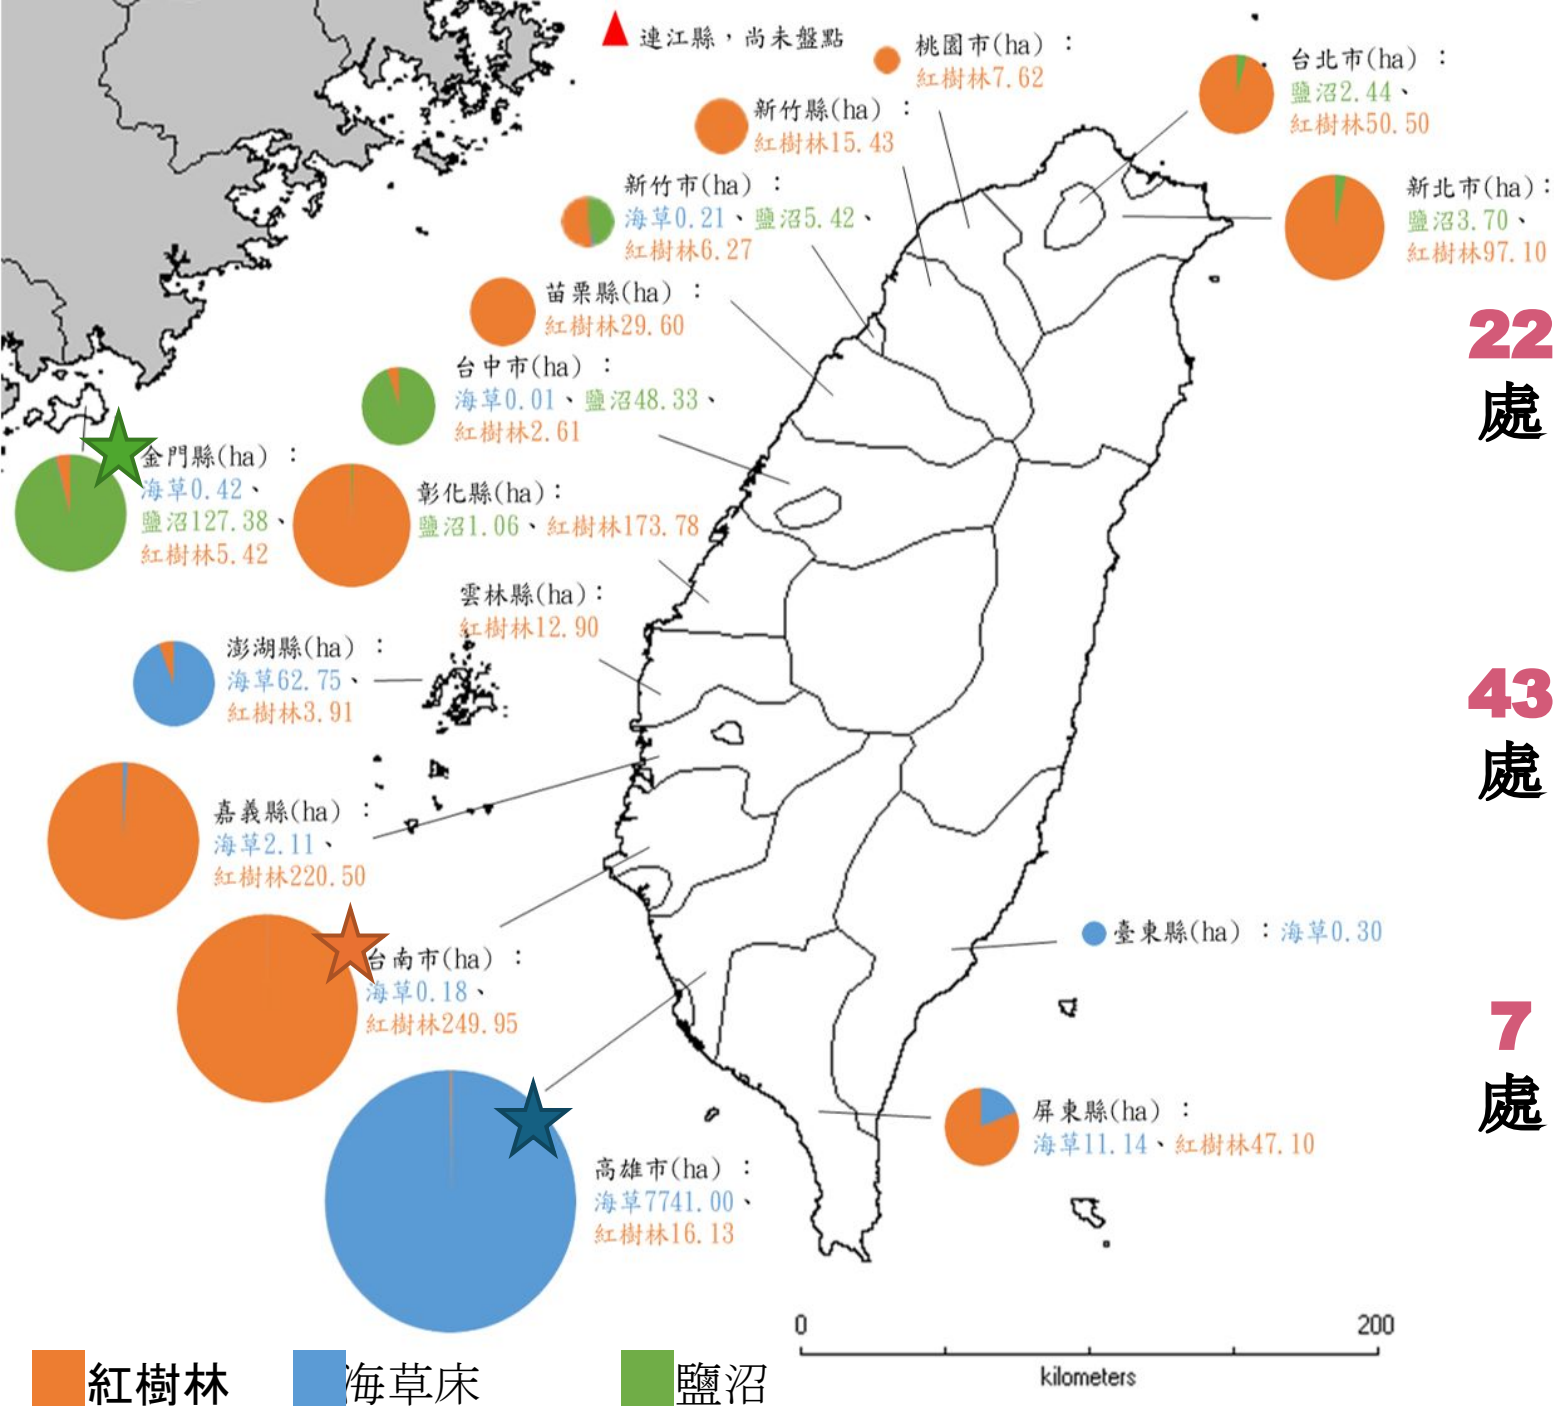 連江縣，尚未盤點
桃園市(ha)：
紅樹林7.62
台北市(ha)：
鹽沼2.44、
紅樹林50.50
新竹縣(ha)：
紅樹林15.43
新竹市(ha)：
海草0.21、鹽沼5.42、
紅樹林6.27
新北市(ha)：
鹽沼3.70、
紅樹林97.10
苗栗縣(ha)：
紅樹林29.60
台中市(ha)：
海草0.01、鹽沼48.33、
紅樹林2.61
22
處
金門縣(ha)：
海草0.42、
鹽沼127.38、
紅樹林5.42
彰化縣(ha)：
鹽沼1.06、紅樹林173.78
雲林縣(ha)：
紅樹林12.90
澎湖縣(ha)：
海草62.75、
紅樹林3.91
43
處
嘉義縣(ha)：
海草2.11、
紅樹林220.50
台南市(ha)：
海草0.18、
紅樹林249.95
臺東縣(ha)：海草0.30
7
處
屏東縣(ha)：
海草11.14、紅樹林47.10
高雄市(ha)：
海草7741.00、
紅樹林16.13
0 200
kilometers
紅樹林 海草床 鹽沼